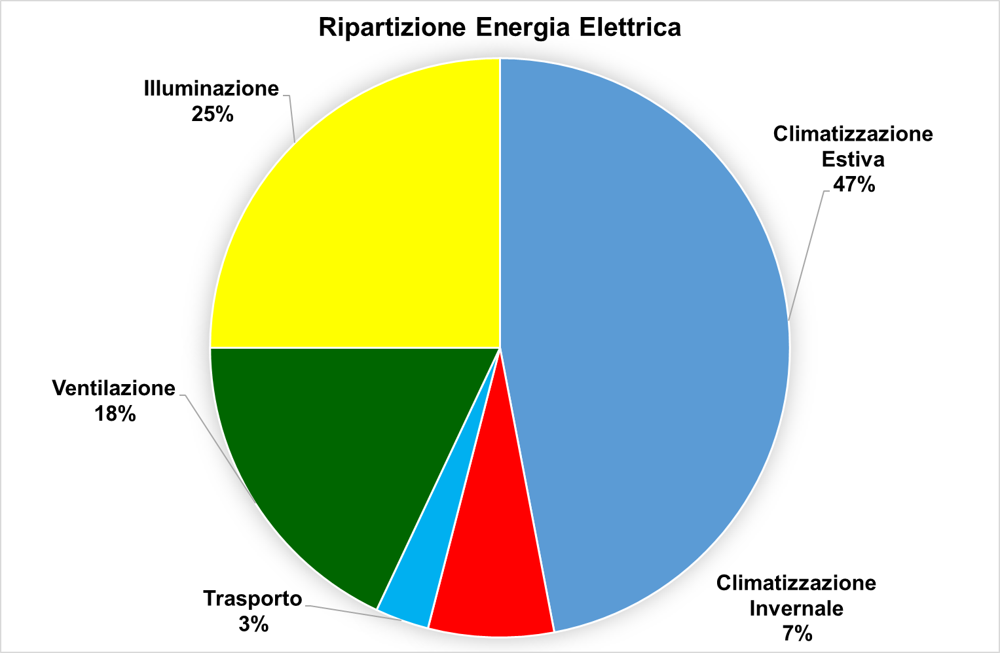 Ripartizione Energia Elettrica
Illuminazione
25%
Climatizzazione
Estiva
47%
Ventilazione
18%
Trasporto
3%
Climatizzazione
Invernale
7%